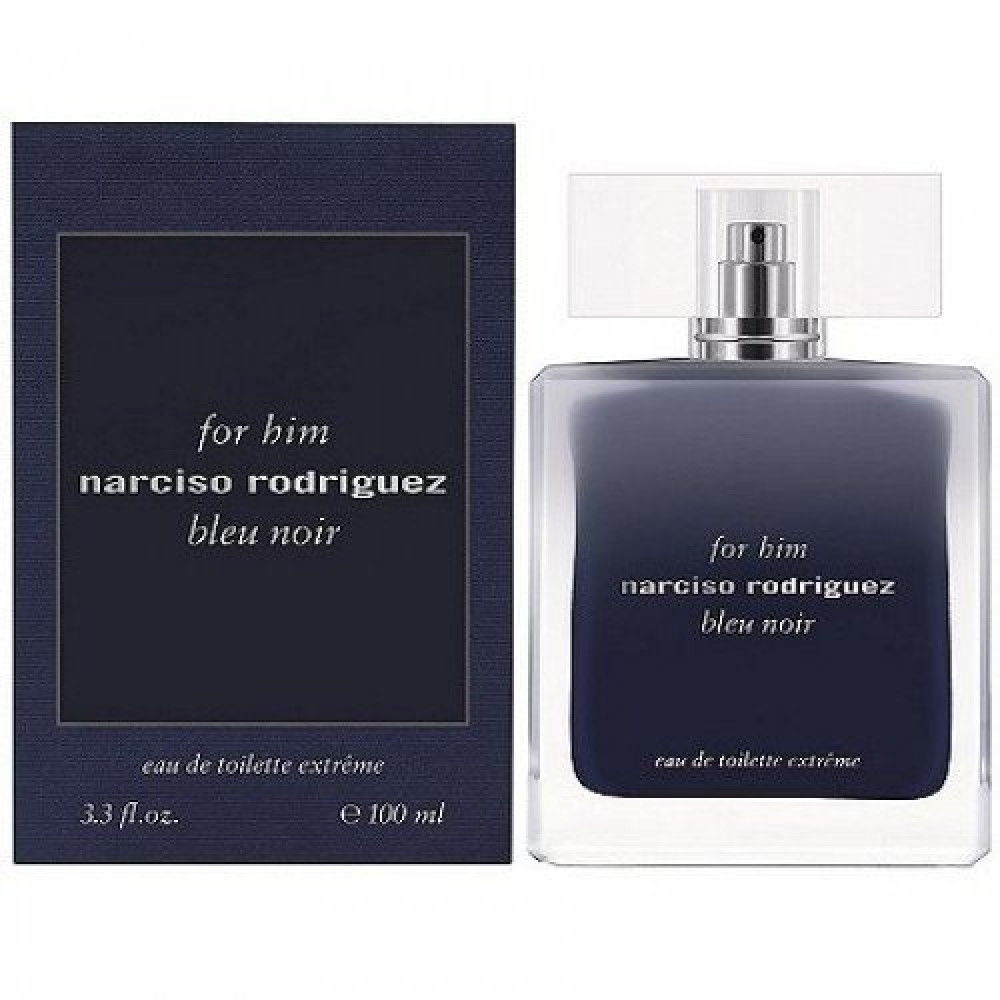 for him
narciso rodriguez
bleu noir
eau de toilette extrême
3.3 fl.oz. ℮ 100 ml
for him
narciso rodriguez
bleu noir
eau de toilette extrême